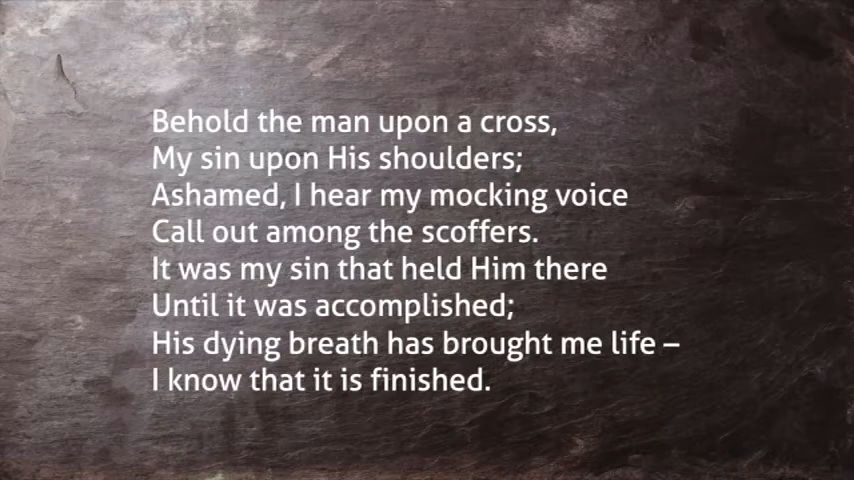 Behold the man upon a cross,
My sin upon His shoulders;
Ashamed, I hear my mocking voice
Call out among the scoffers.
It was my sin that held Him there
Until it was accomplished;
His dying breath has brought me life –
I know that it is finished.